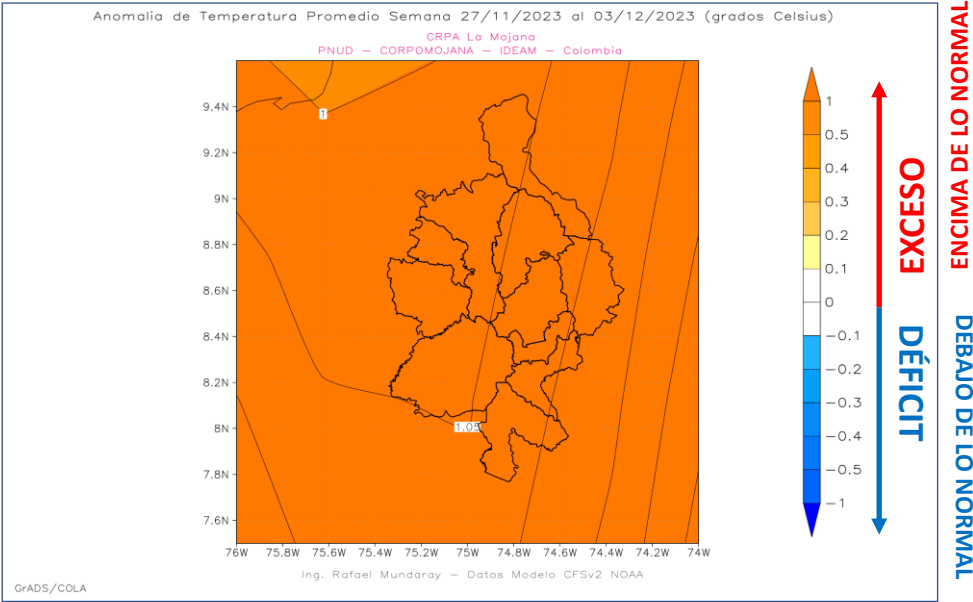 Anomalia de Temperatura Promedio Semana 27/11/2023 al 03/12/2023 (grados Celsius)
CRPA La Mojana
PNUD – CORPOMOJANA – IDEAM – Colombia
9.4N
9.2N
9N
8.8N
8.6N
8.4N
8.2N
8N
7.8N
7.6N
76W 75.8W 75.6W 75.4W 75.2W 75W 74.8W 74.6W 74.4W 74.2W 74W
1
1.05
1
0.5
0.4
0.3
0.2
0.1
0
−0.1
−0.2
−0.3
−0.4
−0.5
−1
EXCESO
DÉFICIT
ENCIMA DE LO NORMAL
DEBAJO DE LO NORMAL
Ing. Rafael Mundaray – Datos Modelo CFSv2 NOAA
GrADS/COLA